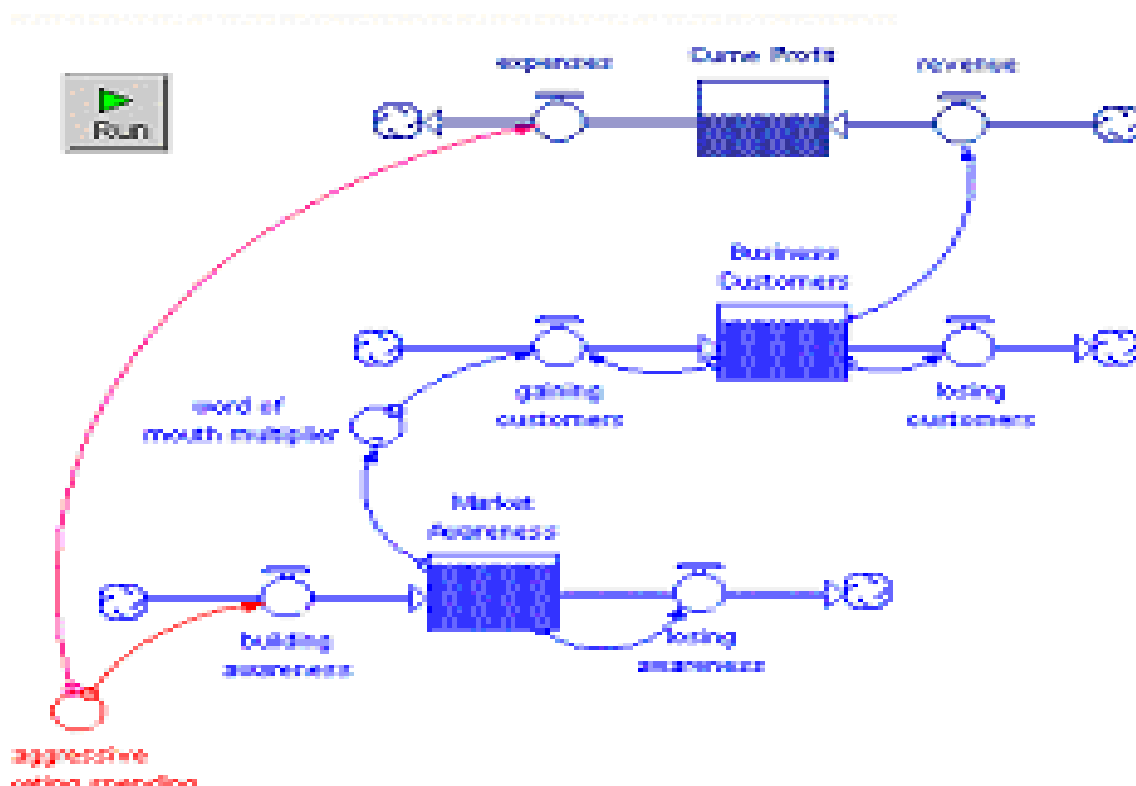 expenses
Cume Profit
revenue
Run
Business
Customers
gaining
customers
losing
customers
word of
mouth multiplier
Market
Awareness
building
awareness
losing
awareness
aggressive
spending